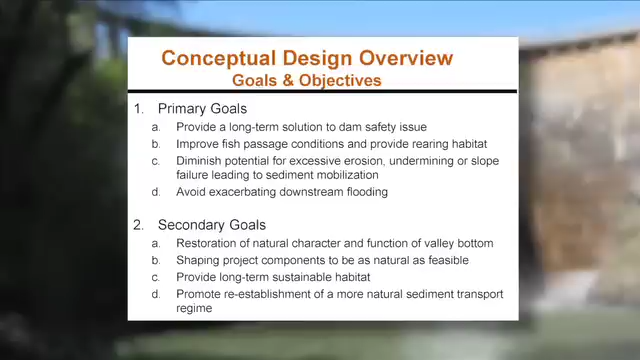 Conceptual Design Overview
Goals & Objectives
1. Primary Goals
a. Provide a long-term solution to dam safety issue
b. Improve fish passage conditions and provide rearing habitat
c. Diminish potential for excessive erosion, undermining or slope
failure leading to sediment mobilization
d. Avoid exacerbating downstream flooding
2. Secondary Goals
a. Restoration of natural character and function of valley bottom
b. Shaping project components to be as natural as feasible
c. Provide long-term sustainable habitat
d. Promote re-establishment of a more natural sediment transport
regime